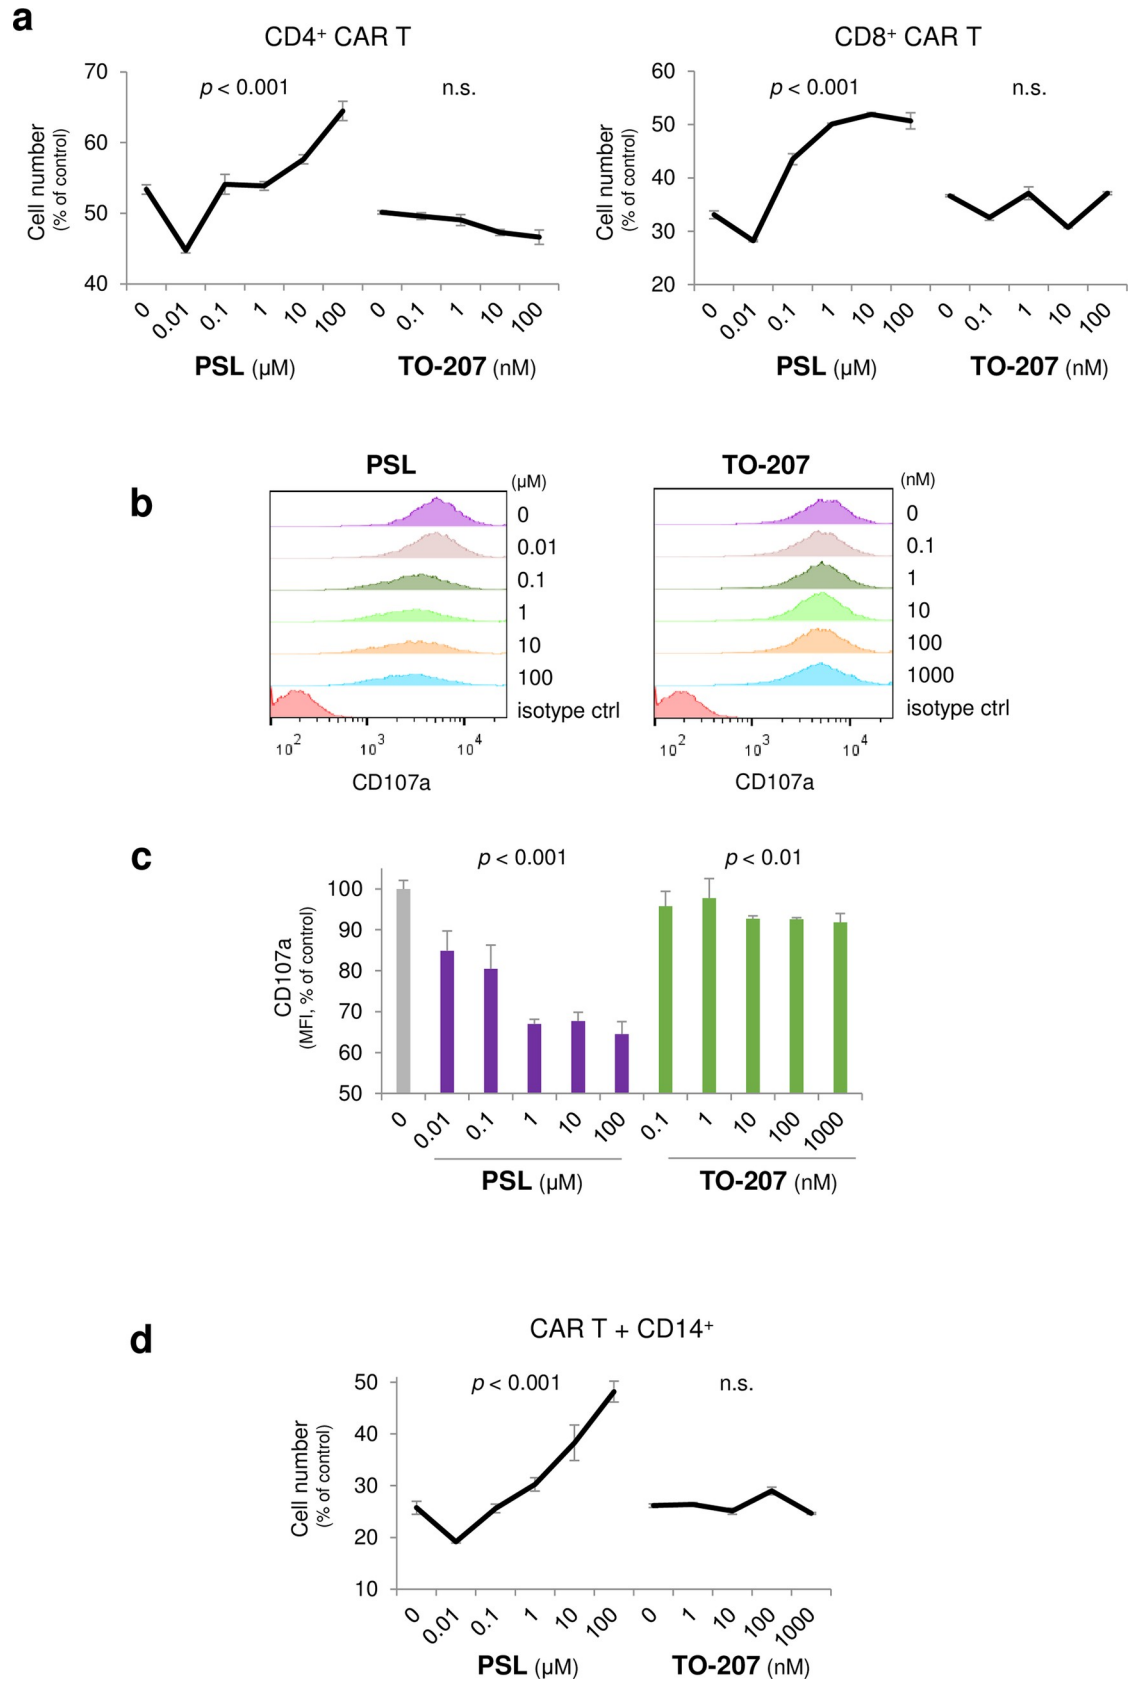 a
CD4⁺ CAR T
70
60
50
40
Cell number
(% of control)
p < 0.001
n.s.
0
0.01
0.1
1
10
100
0
0.1
1
10
100
PSL (µM)
TO-207 (nM)
CD8⁺ CAR T
60
50
40
30
20
Cell number
(% of control)
p < 0.001
n.s.
0
0.01
0.1
1
10
100
0
0.1
1
10
100
PSL (µM)
TO-207 (nM)
b
PSL
(µM)
0
0.01
0.1
1
10
100
isotype ctrl
10² 10³ 10⁴
CD107a
TO-207
(nM)
0
0.1
1
10
100
1000
isotype ctrl
10² 10³ 10⁴
CD107a
c
p < 0.001
p < 0.01
100
90
80
70
60
50
CD107a
(MFI, % of control)
0
0.01
0.1
1
10
100
0.1
1
10
100
1000
PSL (µM)
TO-207 (nM)
d
CAR T + CD14⁺
50
40
30
20
10
Cell number
(% of control)
p < 0.001
n.s.
0
0.01
0.1
1
10
100
0
1
10
100
1000
PSL (µM)
TO-207 (nM)